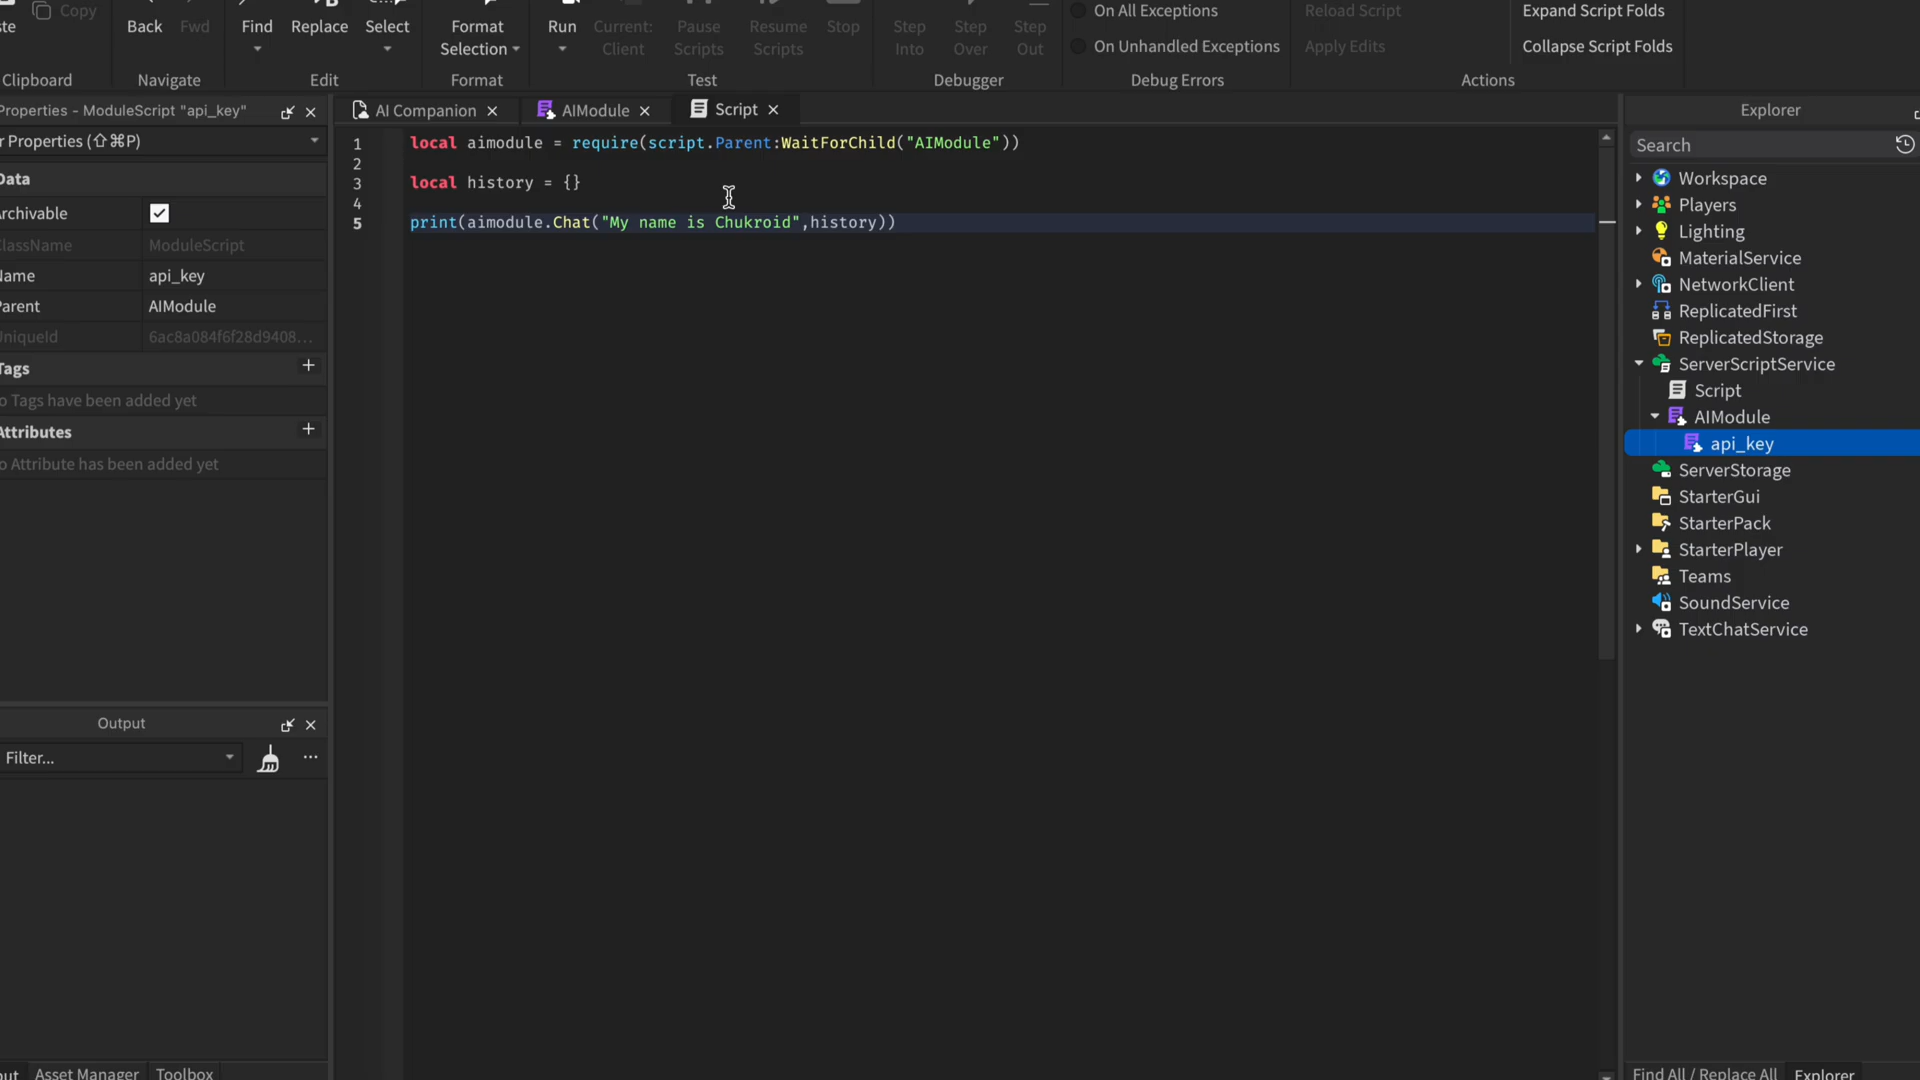 Copy
Back
Fwd
Find
Replace
Select
Format
Selection
Run
Current:
Client
Pause
Scripts
Resume
Scripts
Stop
Step
Into
Step
Over
Step
Out
On All Exceptions
On Unhandled Exceptions
Reload Script
Apply Edits
Expand Script Folds
Collapse Script Folds
Clipboard
Navigate
Edit
Format
Test
Debugger
Debug Errors
Actions
Properties - ModuleScript "api_key"
r Properties (⇧⌘P)
Data
Archivable
ClassName
ModuleScript
Name
api_key
Parent
AIModule
UniqueId
6ac8a084f6f28d9408...
Tags
o Tags have been added yet
Attributes
o Attribute has been added yet
Output
Filter...
Asset Manager
Toolbox
AI Companion
AIModule
Script
1 local aimodule = require(script.Parent:WaitForChild("AIModule"))
2
3 local history = {}
4
5 print(aimodule.Chat("My name is Chukroid",history))
Explorer
Search
Workspace
Players
Lighting
MaterialService
NetworkClient
ReplicatedFirst
ReplicatedStorage
ServerScriptService
Script
AIModule
api_key
ServerStorage
StarterGui
StarterPack
StarterPlayer
Teams
SoundService
TextChatService
Find All / Replace All
Explorer